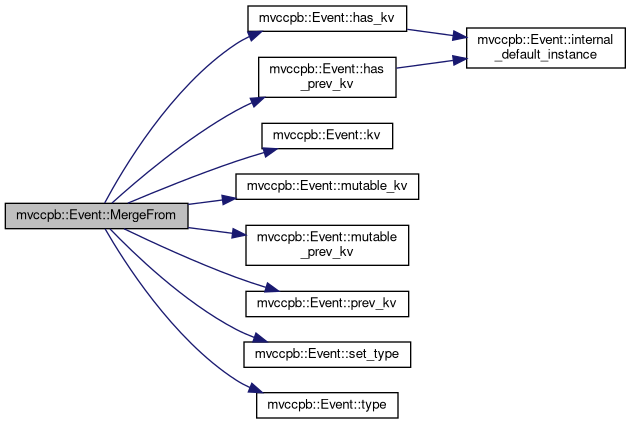 mvccpb::Event::MergeFrom
mvccpb::Event::has_kv
mvccpb::Event::has
_prev_kv
mvccpb::Event::kv
mvccpb::Event::mutable_kv
mvccpb::Event::mutable
_prev_kv
mvccpb::Event::prev_kv
mvccpb::Event::set_type
mvccpb::Event::type
mvccpb::Event::internal
_default_instance